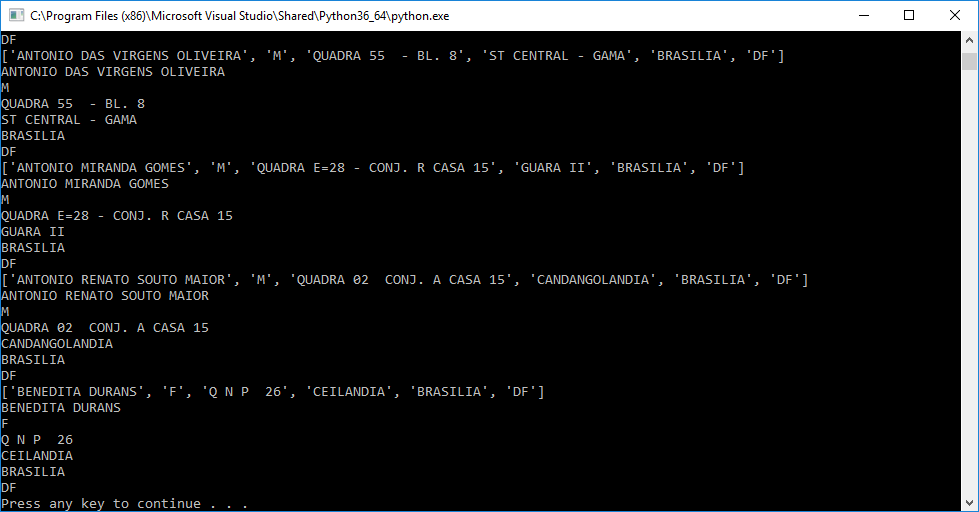 C:\Program Files (x86)\Microsoft Visual Studio\Shared\Python36_64\python.exe
DF
['ANTONIO DAS VIRGENS OLIVEIRA', 'M', 'QUADRA 55  - BL. 8', 'ST CENTRAL - GAMA', 'BRASILIA', 'DF']
ANTONIO DAS VIRGENS OLIVEIRA
M
QUADRA 55  - BL. 8
ST CENTRAL - GAMA
BRASILIA
DF
['ANTONIO MIRANDA GOMES', 'M', 'QUADRA E=28 - CONJ. R CASA 15', 'GUARA II', 'BRASILIA', 'DF']
ANTONIO MIRANDA GOMES
M
QUADRA E=28 - CONJ. R CASA 15
GUARA II
BRASILIA
DF
['ANTONIO RENATO SOUTO MAIOR', 'M', 'QUADRA 02  CONJ. A CASA 15', 'CANDANGOLANDIA', 'BRASILIA', 'DF']
ANTONIO RENATO SOUTO MAIOR
M
QUADRA 02  CONJ. A CASA 15
CANDANGOLANDIA
BRASILIA
DF
['BENEDITA DURANS', 'F', 'Q N P  26', 'CEILANDIA', 'BRASILIA', 'DF']
BENEDITA DURANS
F
Q N P  26
CEILANDIA
BRASILIA
DF
Press any key to continue . . .